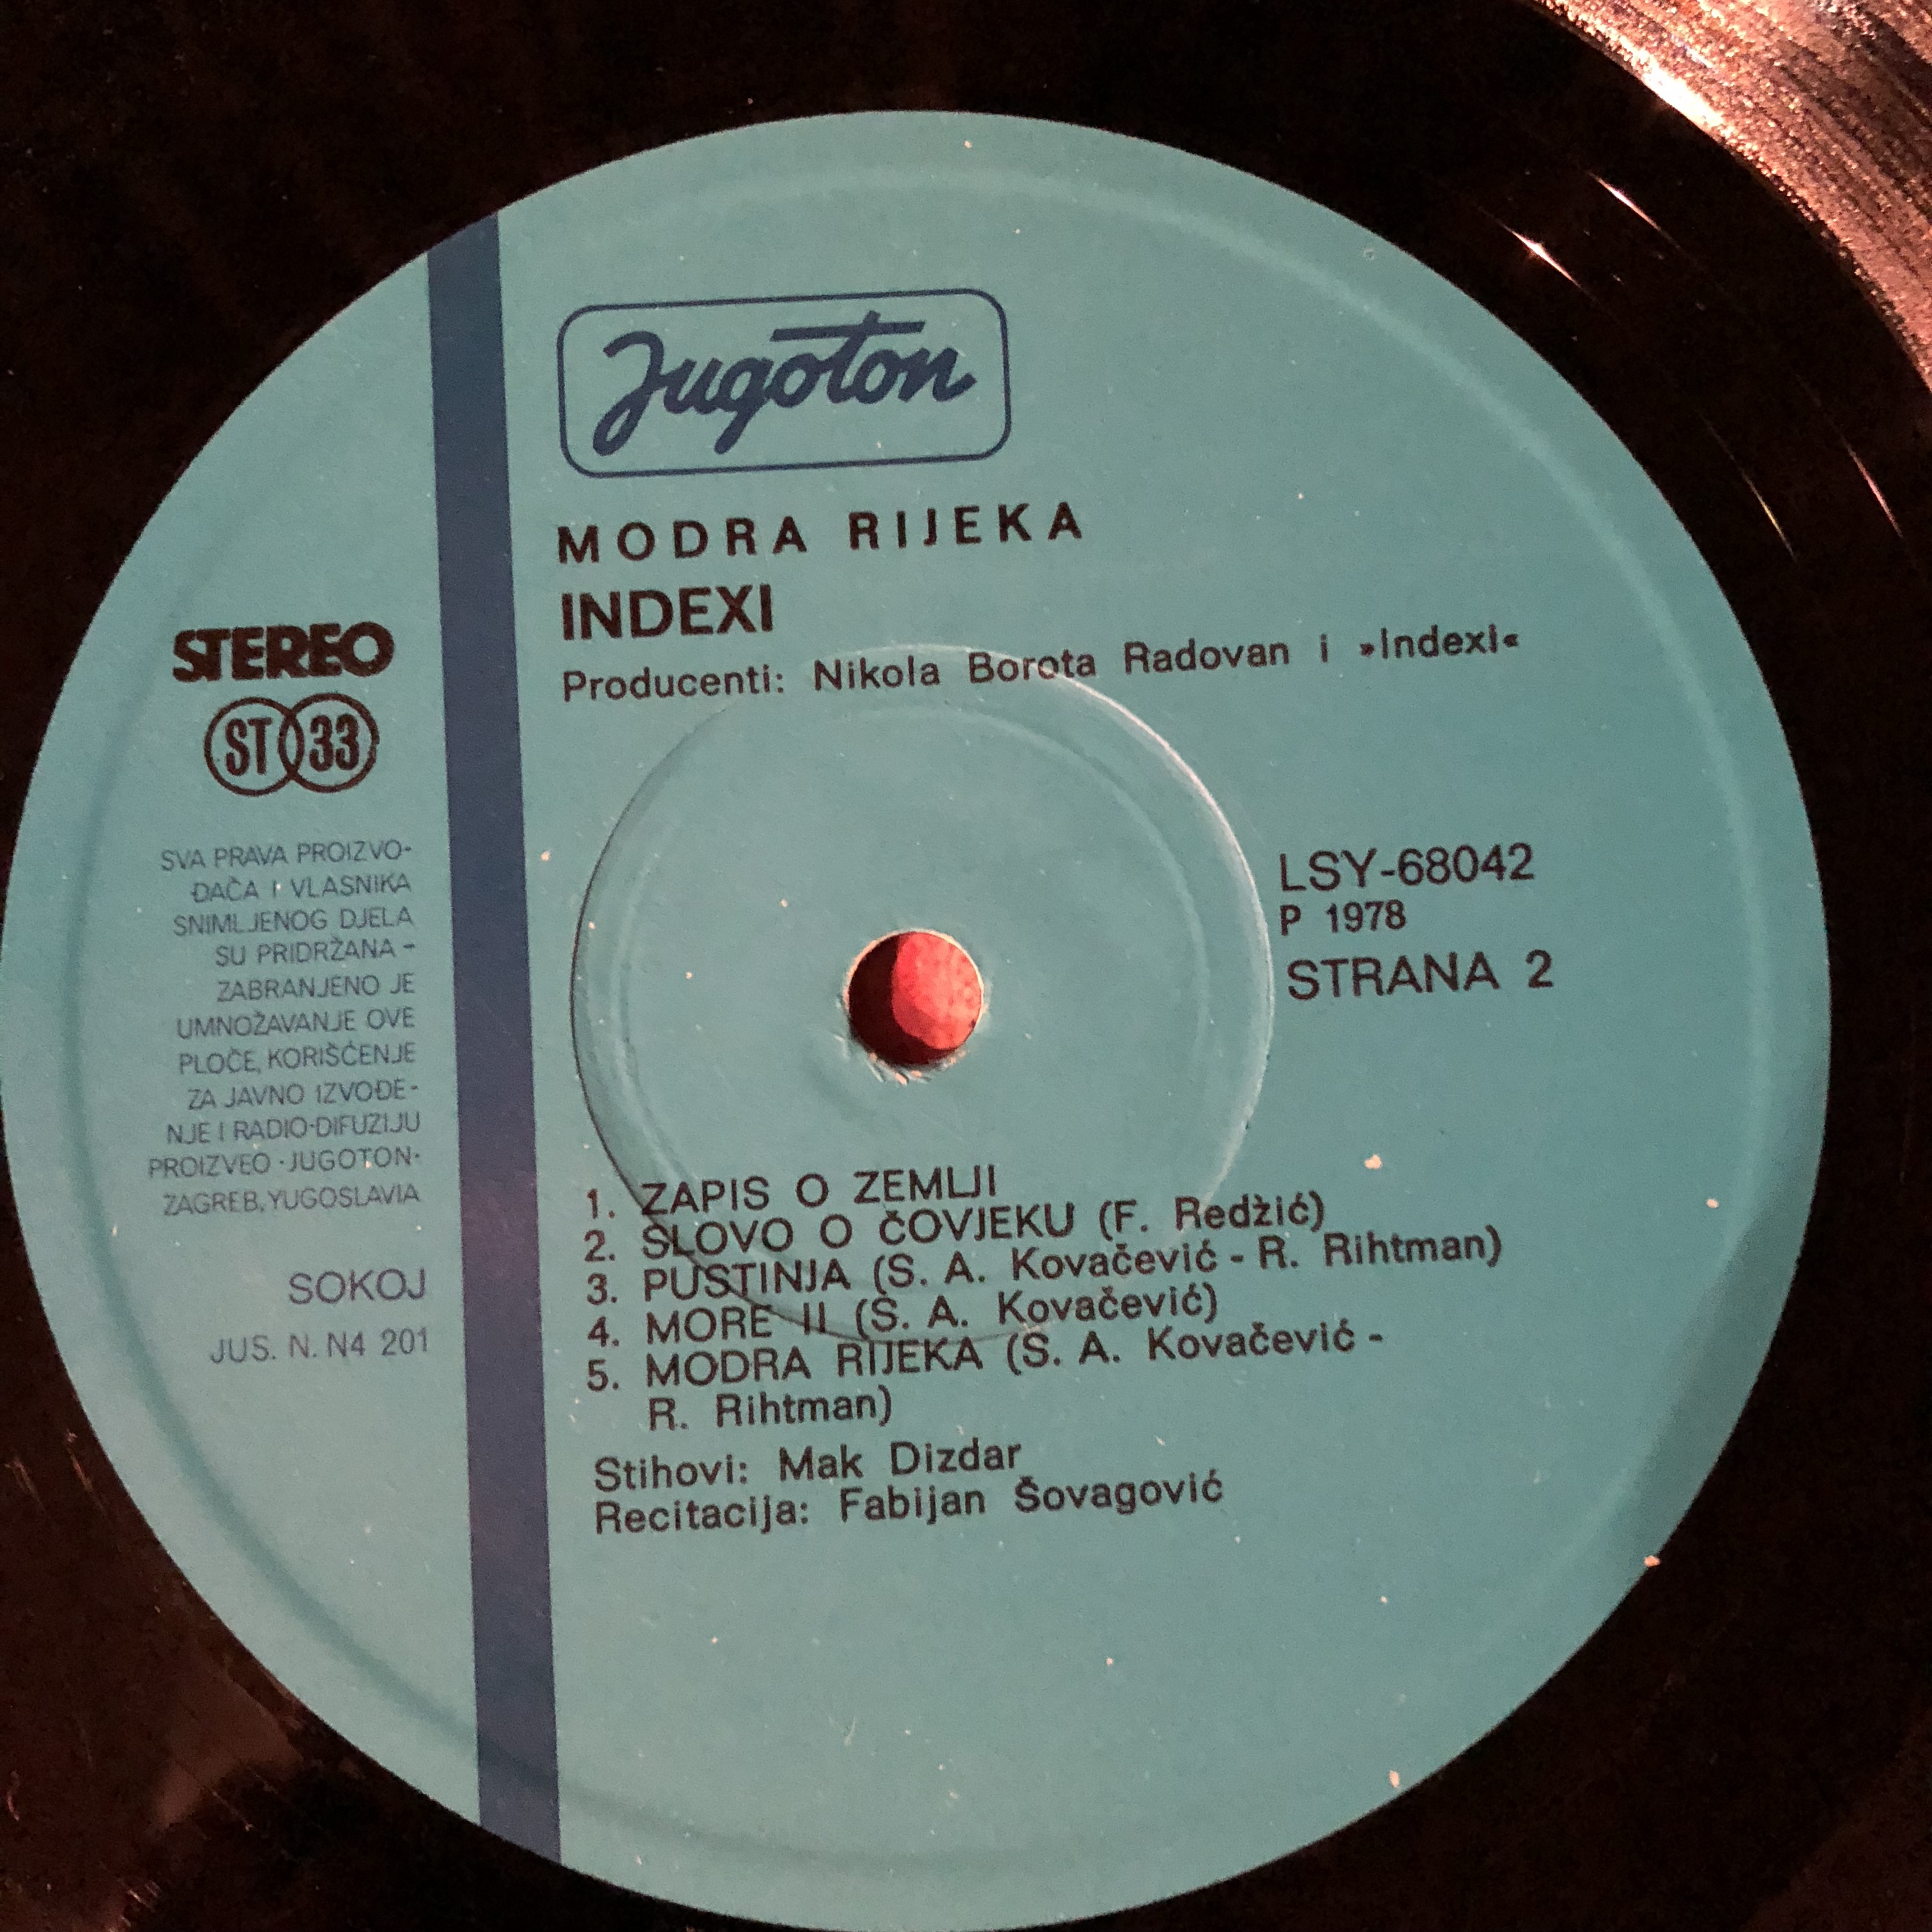 Jugoton
MODRA RIJEKA
INDEXI
Producenti: Nikola Borota Radovan i »Indexi«
STEREO
ST 33
SVA PRAVA PROIZVO-
ĐAČA I VLASNIKA
SNIMLJENOG DJELA
SU PRIDRŽANA -
ZABRANJENO JE
UMNOŽAVANJE OVE
PLOČE, KORIŠĆENJE
ZA JAVNO IZVOĐE-
NJE I RADIO-DIFUZIJU
PROIZVEO ·JUGOTON·
ZAGREB, YUGOSLAVIA
SOKOJ
JUS. N. N4 201
LSY-68042
P 1978
STRANA 2
1. ZAPIS O ZEMLJI
2. SLOVO O ČOVJEKU (F. Redžić)
3. PUSTINJA (S. A. Kovačević - R. Rihtman)
4. MORE II (S. A. Kovačević)
5. MODRA RIJEKA (S. A. Kovačević -
R. Rihtman)
Stihovi: Mak Dizdar
Recitacija: Fabijan Šovagović